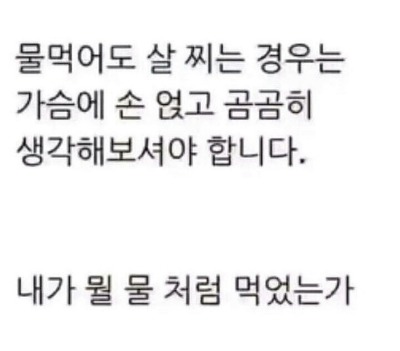 물먹어도 살 찌는 경우는
가슴에 손 얹고 곰곰히
생각해보셔야 합니다.
내가 뭘 물 처럼 먹었는가